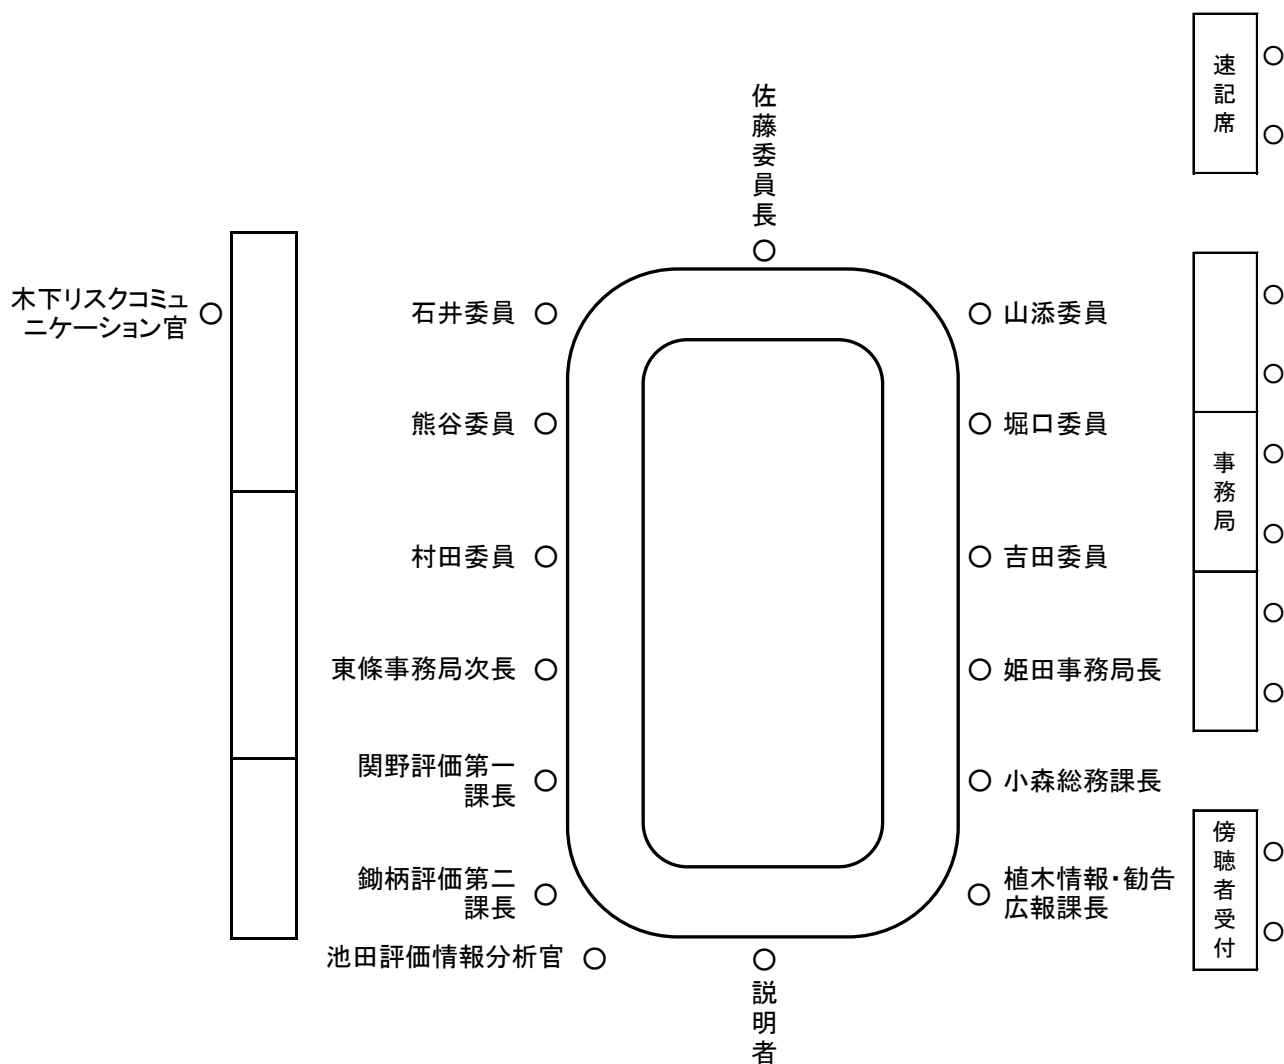 速記席
佐藤委員長
木下リスクコミュ
ニケーション官
石井委員
山添委員
熊谷委員
堀口委員
事務局
村田委員
吉田委員
東條事務局次長
姫田事務局長
関野評価第一
課長
小森総務課長
傍聴者受付
鋤柄評価第二
課長
植木情報・勧告
広報課長
池田評価情報分析官
説明者